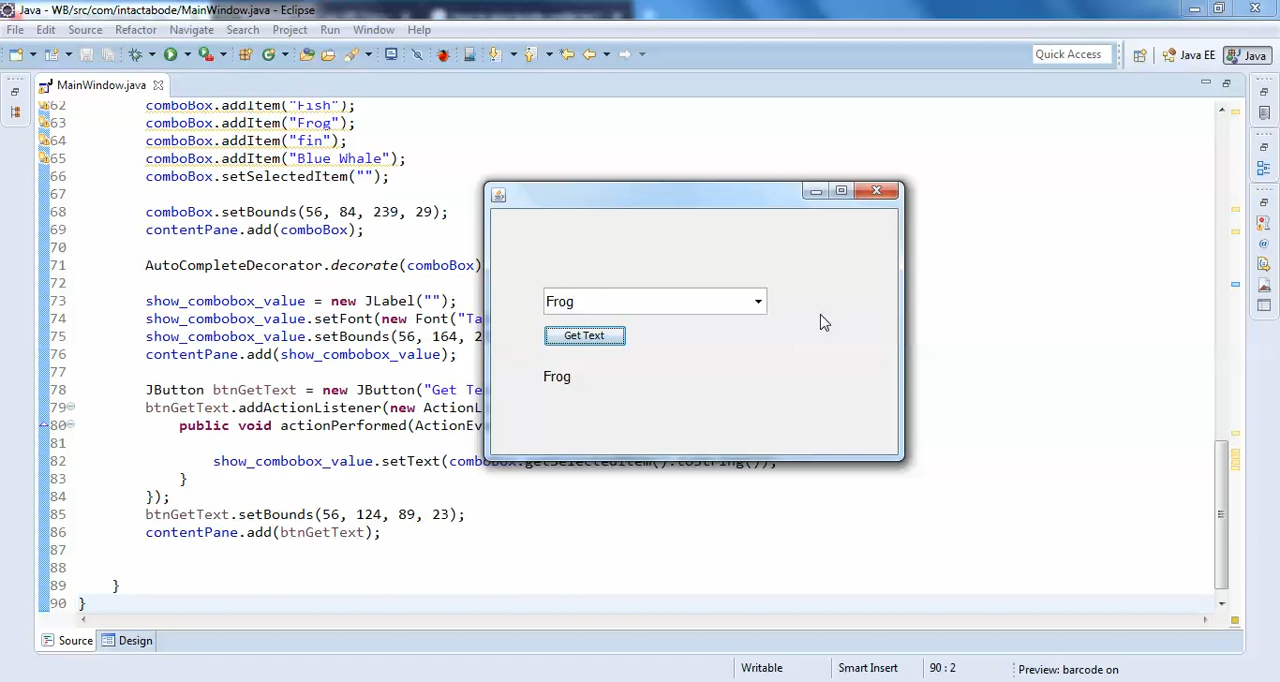 Java - WB/src/com/intactabode/MainWindow.java - Eclipse
File Edit Source Refactor Navigate Search Project Run Window Help
Quick Access Java EE Java
MainWindow.java
62 comboBox.addItem("Fish");
63 comboBox.addItem("Frog");
64 comboBox.addItem("fin");
65 comboBox.addItem("Blue Whale");
66 comboBox.setSelectedItem("");
67
68 comboBox.setBounds(56, 84, 239, 29);
69 contentPane.add(comboBox);
70
71 AutoCompleteDecorator.decorate(comboBox)
72
73 show_combobox_value = new JLabel("");
74 show_combobox_value.setFont(new Font("Ta
75 show_combobox_value.setBounds(56, 164, 2
76 contentPane.add(show_combobox_value);
77
78 JButton btnGetText = new JButton("Get Te
79 btnGetText.addActionListener(new ActionL
80 public void actionPerformed(ActionEv
81
82 show_combobox_value.setText(comboBox.getSelectedItem().toString());
83 }
84 });
85 btnGetText.setBounds(56, 124, 89, 23);
86 contentPane.add(btnGetText);
87
88
89 }
90 }
Frog
Get Text
Frog
Source Design
Writable Smart Insert 90 : 2 Preview: barcode on